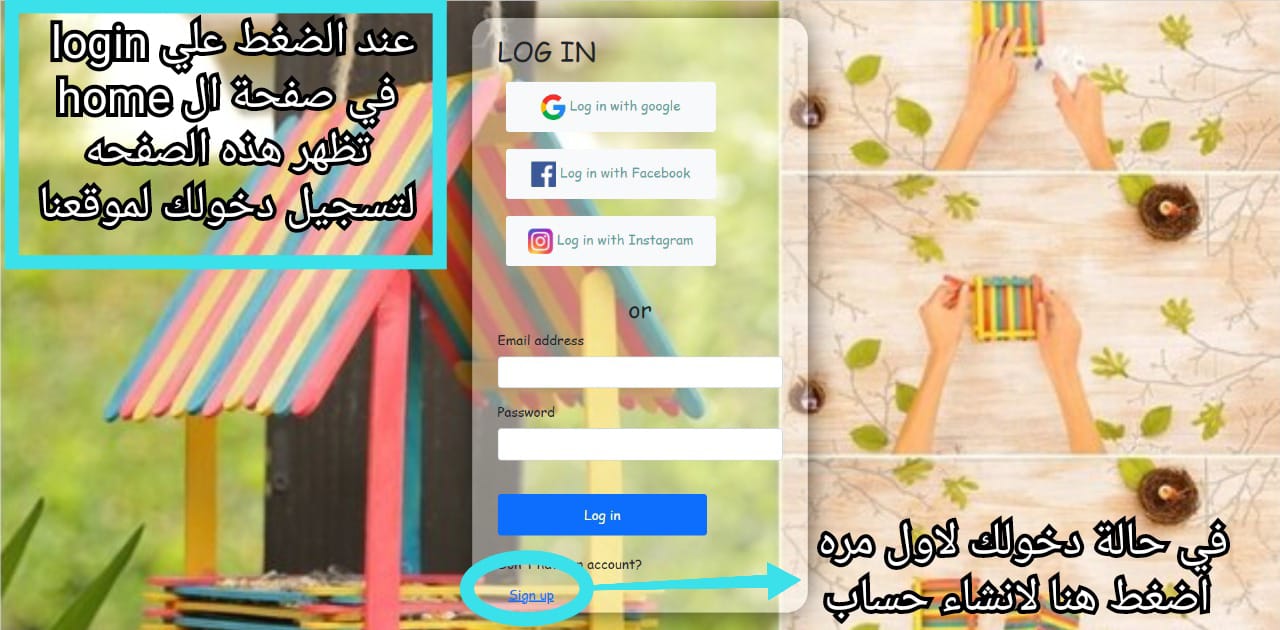 عند الضغط علي login
في صفحة ال home
تظهر هذه الصفحه
لتسجيل دخولك لموقعنا
LOG IN
Log in with google
Log in with Facebook
Log in with Instagram
or
Email address
Password
Log in
account?
Sign up
في حالة دخولك لاول مره
اضغط هنا لانشاء حساب